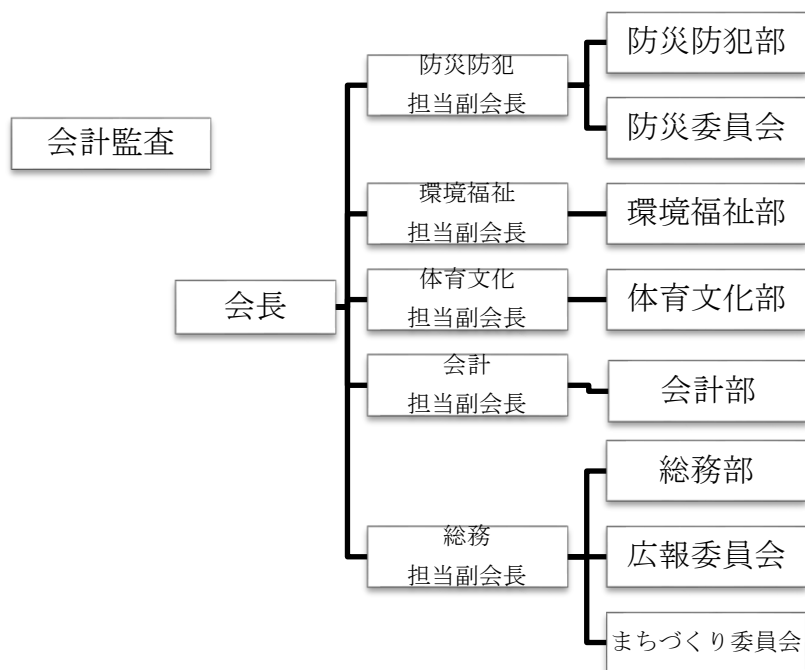 会計監査
会長
防災防犯
担当副会長
防災防犯部
防災委員会
環境福祉
担当副会長
環境福祉部
体育文化
担当副会長
体育文化部
会計
担当副会長
会計部
総務
担当副会長
総務部
広報委員会
まちづくり委員会